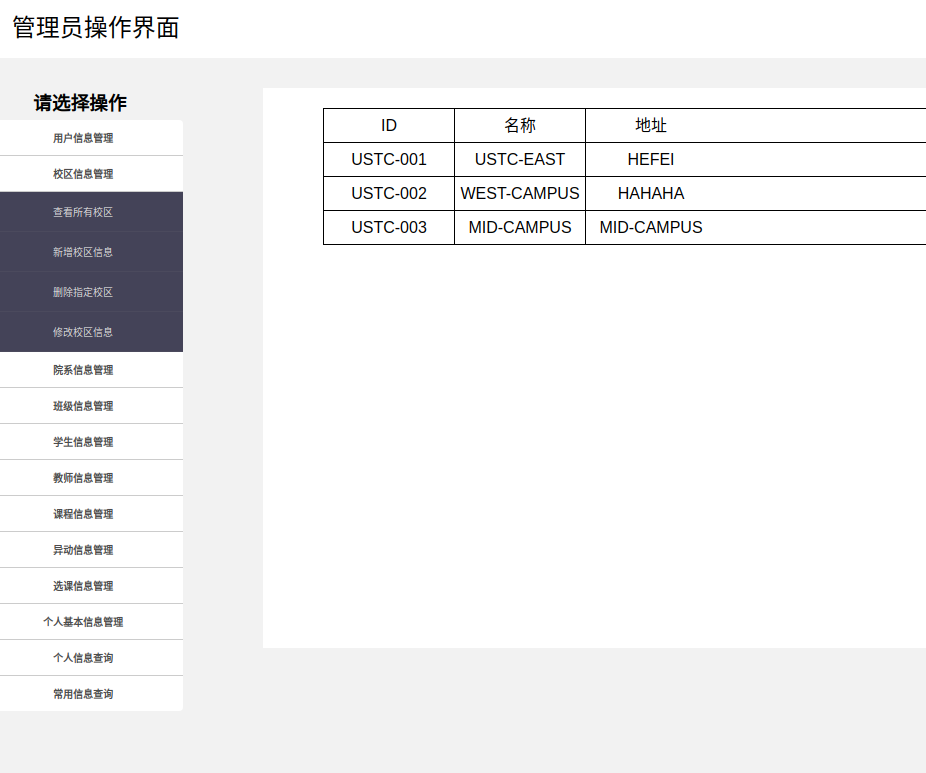 管理员操作界面
请选择操作
用户信息管理
校区信息管理
查看所有校区
新增校区信息
删除指定校区
修改校区信息
院系信息管理
班级信息管理
学生信息管理
教师信息管理
课程信息管理
异动信息管理
选课信息管理
个人基本信息管理
个人信息查询
常用信息查询
ID 名称 地址
USTC-001 USTC-EAST HEFEI
USTC-002 WEST-CAMPUS HAHAHA
USTC-003 MID-CAMPUS MID-CAMPUS